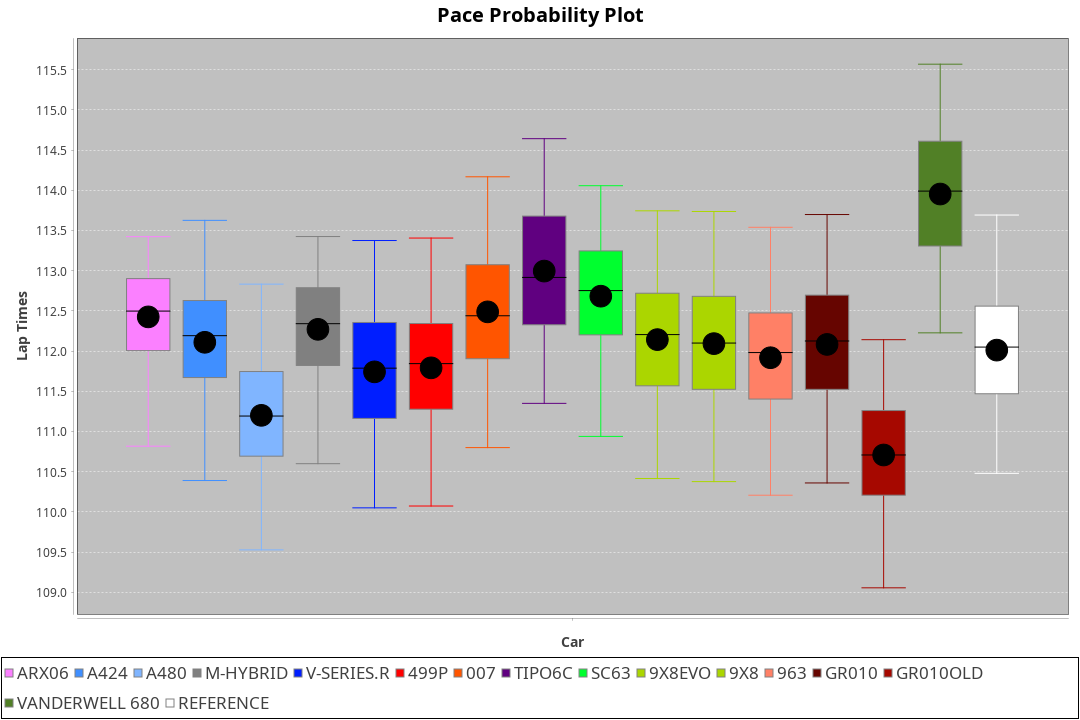 Pace Probability Plot
115.5
115.0
114.5
114.0
113.5
113.0
112.5
112.0
111.5
111.0
110.5
110.0
109.5
109.0
Lap Times
Car
ARX06 A424 A480 M-HYBRID V-SERIES.R 499P 007 TIPO6C SC63 9X8EVO 9X8 963 GR010 GR010OLD
VANDERWELL 680 REFERENCE